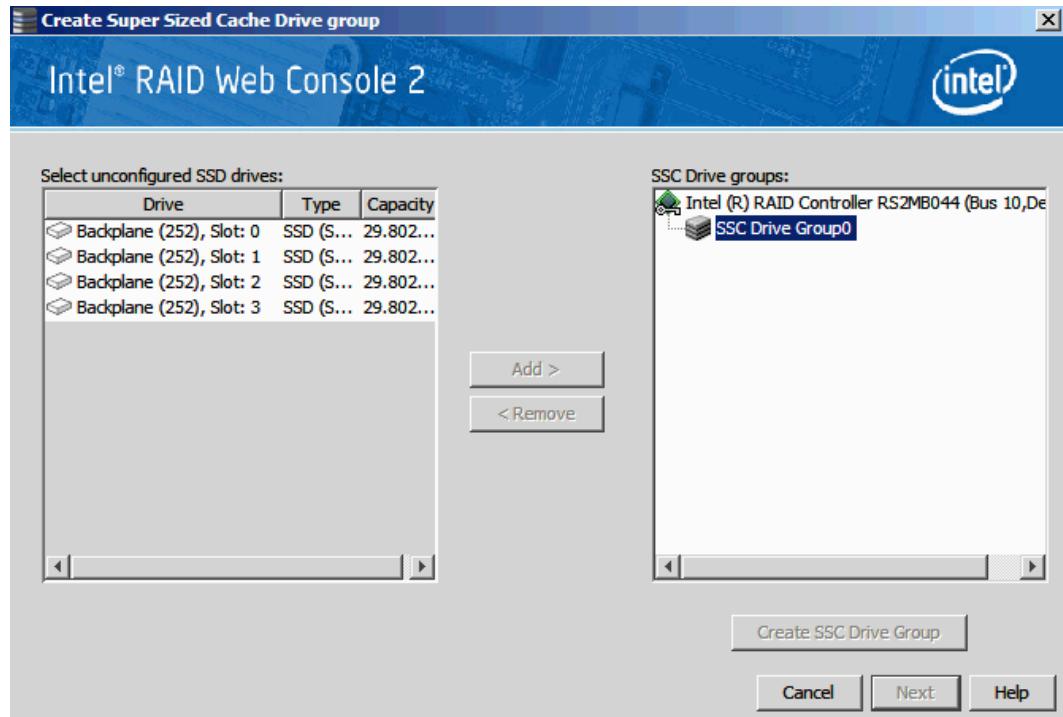 Create Super Sized Cache Drive group
Intel® RAID Web Console 2
intel
Select unconfigured SSD drives:
Drive Type Capacity
Backplane (252), Slot: 0 SSD (S... 29.802...
Backplane (252), Slot: 1 SSD (S... 29.802...
Backplane (252), Slot: 2 SSD (S... 29.802...
Backplane (252), Slot: 3 SSD (S... 29.802...
Add >
< Remove
SSC Drive groups:
Intel (R) RAID Controller RS2MB044 (Bus 10,De
SSC Drive Group0
Create SSC Drive Group
Cancel Next Help